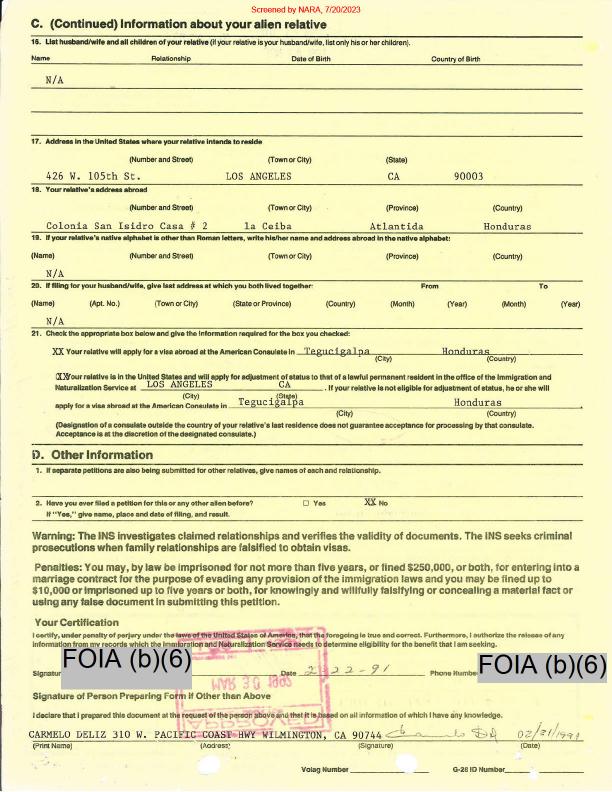 Screened by NARA, 7/20/2023
C. (Continued) Information about your alien relative
16. List husband/wife and all children of your relative (if your relative is your husband/wife, list only his or her children).
Name Relationship Date of Birth Country of Birth
N/A
17. Address in the United States where your relative intends to reside
(Number and Street) (Town or City) (State)
426 W. 105th St. LOS ANGELES CA 90003
18. Your relative's address abroad
(Number and Street) (Town or City) (Province) (Country)
Colonia San Isidro Casa # 2 la Ceiba Atlantida Honduras
19. If your relative's native alphabet is other than Roman letters, write his/her name and address abroad in the native alphabet:
(Name) (Number and Street) (Town or City) (Province) (Country)
N/A
20. If filing for your husband/wife, give last address at which you both lived together: From To
(Name) (Apt. No.) (Town or City) (State or Province) (Country) (Month) (Year) (Month) (Year)
N/A
21. Check the appropriate box below and give the information required for the box you checked:
XX Your relative will apply for a visa abroad at the American Consulate in Tegucigalpa Honduras
(City) (Country)
XX Your relative is in the United States and will apply for adjustment of status to that of a lawful permanent resident in the office of the Immigration and
Naturalization Service at LOS ANGELES CA . If your relative is not eligible for adjustment of status, he or she will
(City) (State)
apply for a visa abroad at the American Consulate in Tegucigalpa Honduras
(City) (Country)
(Designation of a consulate outside the country of your relative's last residence does not guarantee acceptance for processing by that consulate.
Acceptance is at the discretion of the designated consulate.)
D. Other Information
1. If separate petitions are also being submitted for other relatives, give names of each and relationship.
2. Have you ever filed a petition for this or any other alien before? ☐ Yes XX No
If "Yes," give name, place and date of filing, and result.
Warning: The INS investigates claimed relationships and verifies the validity of documents. The INS seeks criminal
prosecutions when family relationships are falsified to obtain visas.
Penalties: You may, by law be imprisoned for not more than five years, or fined $250,000, or both, for entering into a
marriage contract for the purpose of evading any provision of the immigration laws and you may be fined up to
$10,000 or imprisoned up to five years or both, for knowingly and willfully falsifying or concealing a material fact or
using any false document in submitting this petition.
Your Certification
I certify, under penalty of perjury under the laws of the United States of America, that the foregoing is true and correct. Furthermore, I authorize the release of any
information from my records which the Immigration and Naturalization Service needs to determine eligibility for the benefit that I am seeking.
Signatur FOIA (b)(6) Date 2-22-91 Phone Number FOIA (b)(6)
MAR 30 1992
Signature of Person Preparing Form if Other than Above
I declare that I prepared this document at the request of the person above and that it is based on all information of which I have any knowledge.
APPROVED
CARMELO DELIZ 310 W. PACIFIC COAST HWY WILMINGTON, CA 90744 02/21/1991
(Print Name) (Address) (Signature) (Date)
Volag Number G-28 ID Number